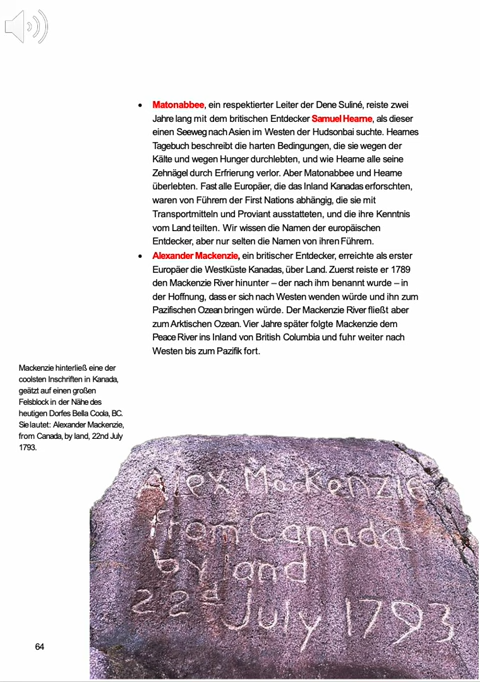 • Matonabbee, ein respektierter Leiter der Dene Suliné, reiste zwei
Jahre lang mit dem britischen Entdecker Samuel Hearne, als dieser
einen Seeweg nach Asien im Westen der Hudsonbai suchte. Hearnes
Tagebuch beschreibt die harten Bedingungen, die sie wegen der
Kälte und wegen Hunger durchlebten, und wie Hearne alle seine
Zehnägel durch Erfrierung verlor. Aber Matonabbee und Hearne
überlebten. Fast alle Europäer, die das Inland Kanadas erforschten,
waren von Führern der First Nations abhängig, die sie mit
Transportmitteln und Proviant ausstatteten, und die ihre Kenntnis
vom Land teilten. Wir wissen die Namen der europäischen
Entdecker, aber nur selten die Namen von ihren Führern.
• Alexander Mackenzie, ein britischer Entdecker, erreichte als erster
Europäer die Westküste Kanadas, über Land. Zuerst reiste er 1789
den Mackenzie River hinunter – der nach ihm benannt wurde – in
der Hoffnung, dass er sich nach Westen wenden würde und ihn zum
Pazifischen Ozean bringen würde. Der Mackenzie River fließt aber
zum Arktischen Ozean. Vier Jahre später folgte Mackenzie dem
Peace River ins Inland von British Columbia und fuhr weiter nach
Westen bis zum Pazifik fort.
Mackenzie hinterließ eine der
coolsten Inschriften in Kanada,
geätzt auf einen großen
Felsblock in der Nähe des
heutigen Dorfes Bella Coola, BC.
Sie lautet: Alexander Mackenzie,
from Canada, by land, 22nd July
1793.
Alex Mackenzie
from Canada
by land
22d July 1793
64